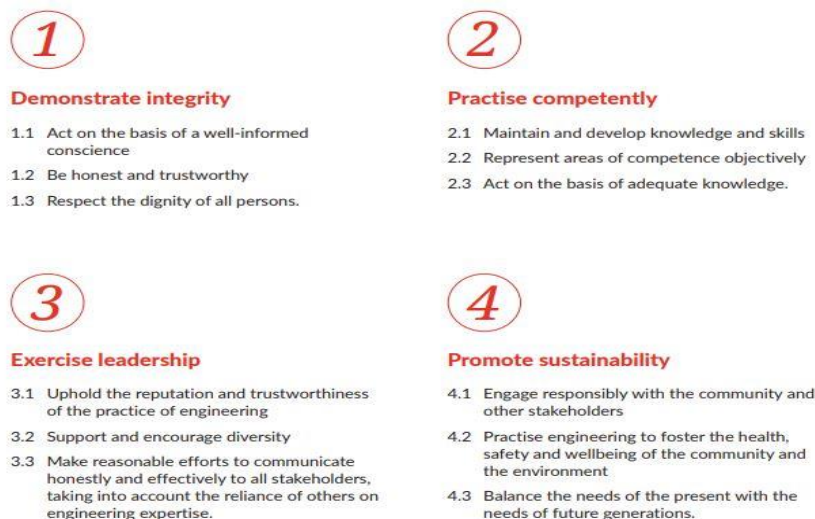 1
Demonstrate integrity
1.1 Act on the basis of a well-informed
conscience
1.2 Be honest and trustworthy
1.3 Respect the dignity of all persons.
2
Practise competently
2.1 Maintain and develop knowledge and skills
2.2 Represent areas of competence objectively
2.3 Act on the basis of adequate knowledge.
3
Exercise leadership
3.1 Uphold the reputation and trustworthiness
of the practice of engineering
3.2 Support and encourage diversity
3.3 Make reasonable efforts to communicate
honestly and effectively to all stakeholders,
taking into account the reliance of others on
engineering expertise.
4
Promote sustainability
4.1 Engage responsibly with the community and
other stakeholders
4.2 Practise engineering to foster the health,
safety and wellbeing of the community and
the environment
4.3 Balance the needs of the present with the
needs of future generations.